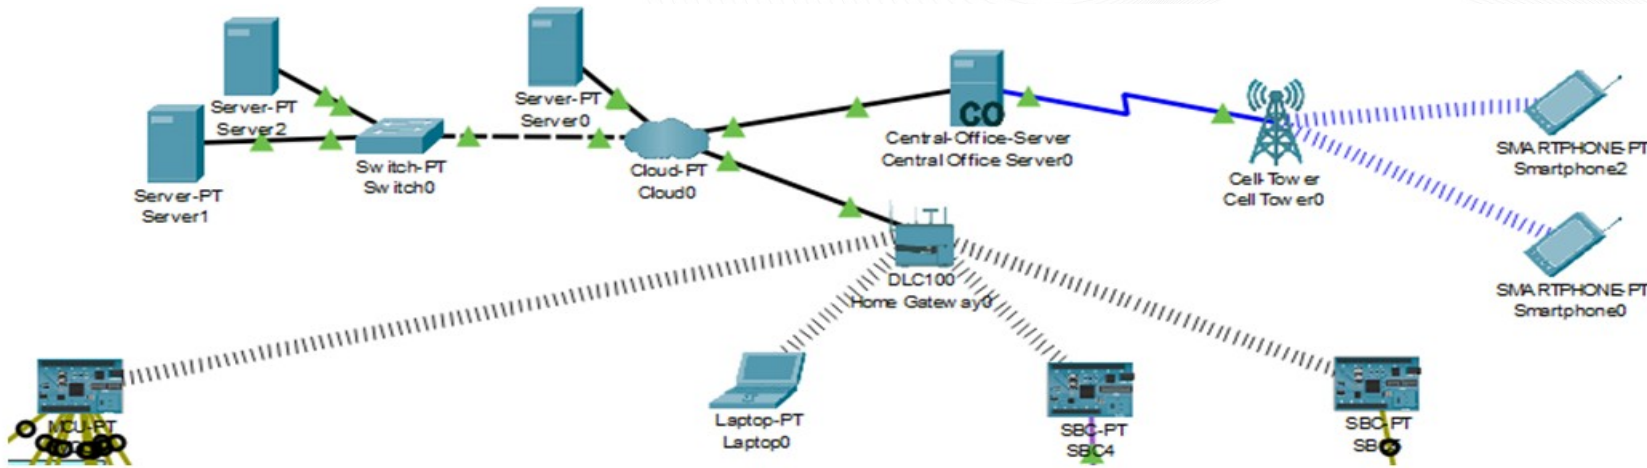 Server-PT
Server2
Server-PT
Server1
Switch-PT
Switch0
Server-PT
Server0
Cloud-PT
Cloud0
CO
Central-Office-Server
Central Office Server0
Cell-Tower
Cell Tower0
SMARTPHONE-PT
Smartphone2
SMARTPHONE-PT
Smartphone0
DLC100
Home Gateway0
MCU-PT
Laptop-PT
Laptop0
SBC-PT
SBC4
SBC-PT